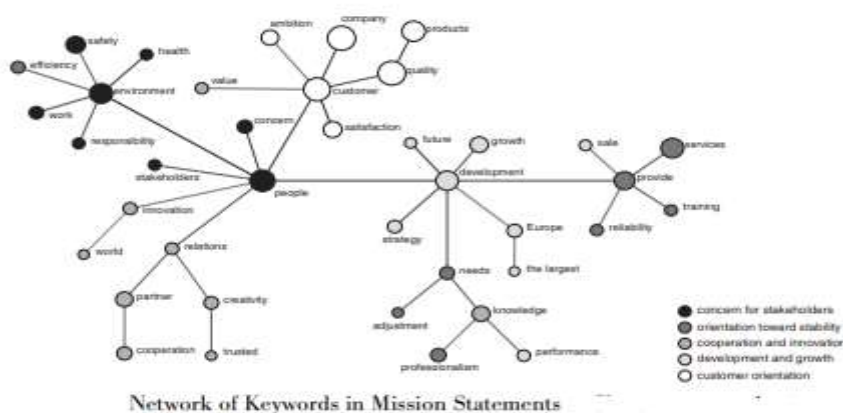 ambition
company
products
safety
health
efficiency
quality
value
environment
customer
work
concern
satisfaction
responsibility
future
growth
sale
services
stakeholders
people
development
provide
innovation
training
strategy
Europe
reliability
world
relations
needs
the largest
partner
creativity
adjustment
knowledge
cooperation
trusted
professionalism
performance
concern for stakeholders
orientation toward stability
cooperation and innovation
development and growth
customer orientation
Network of Keywords in Mission Statements